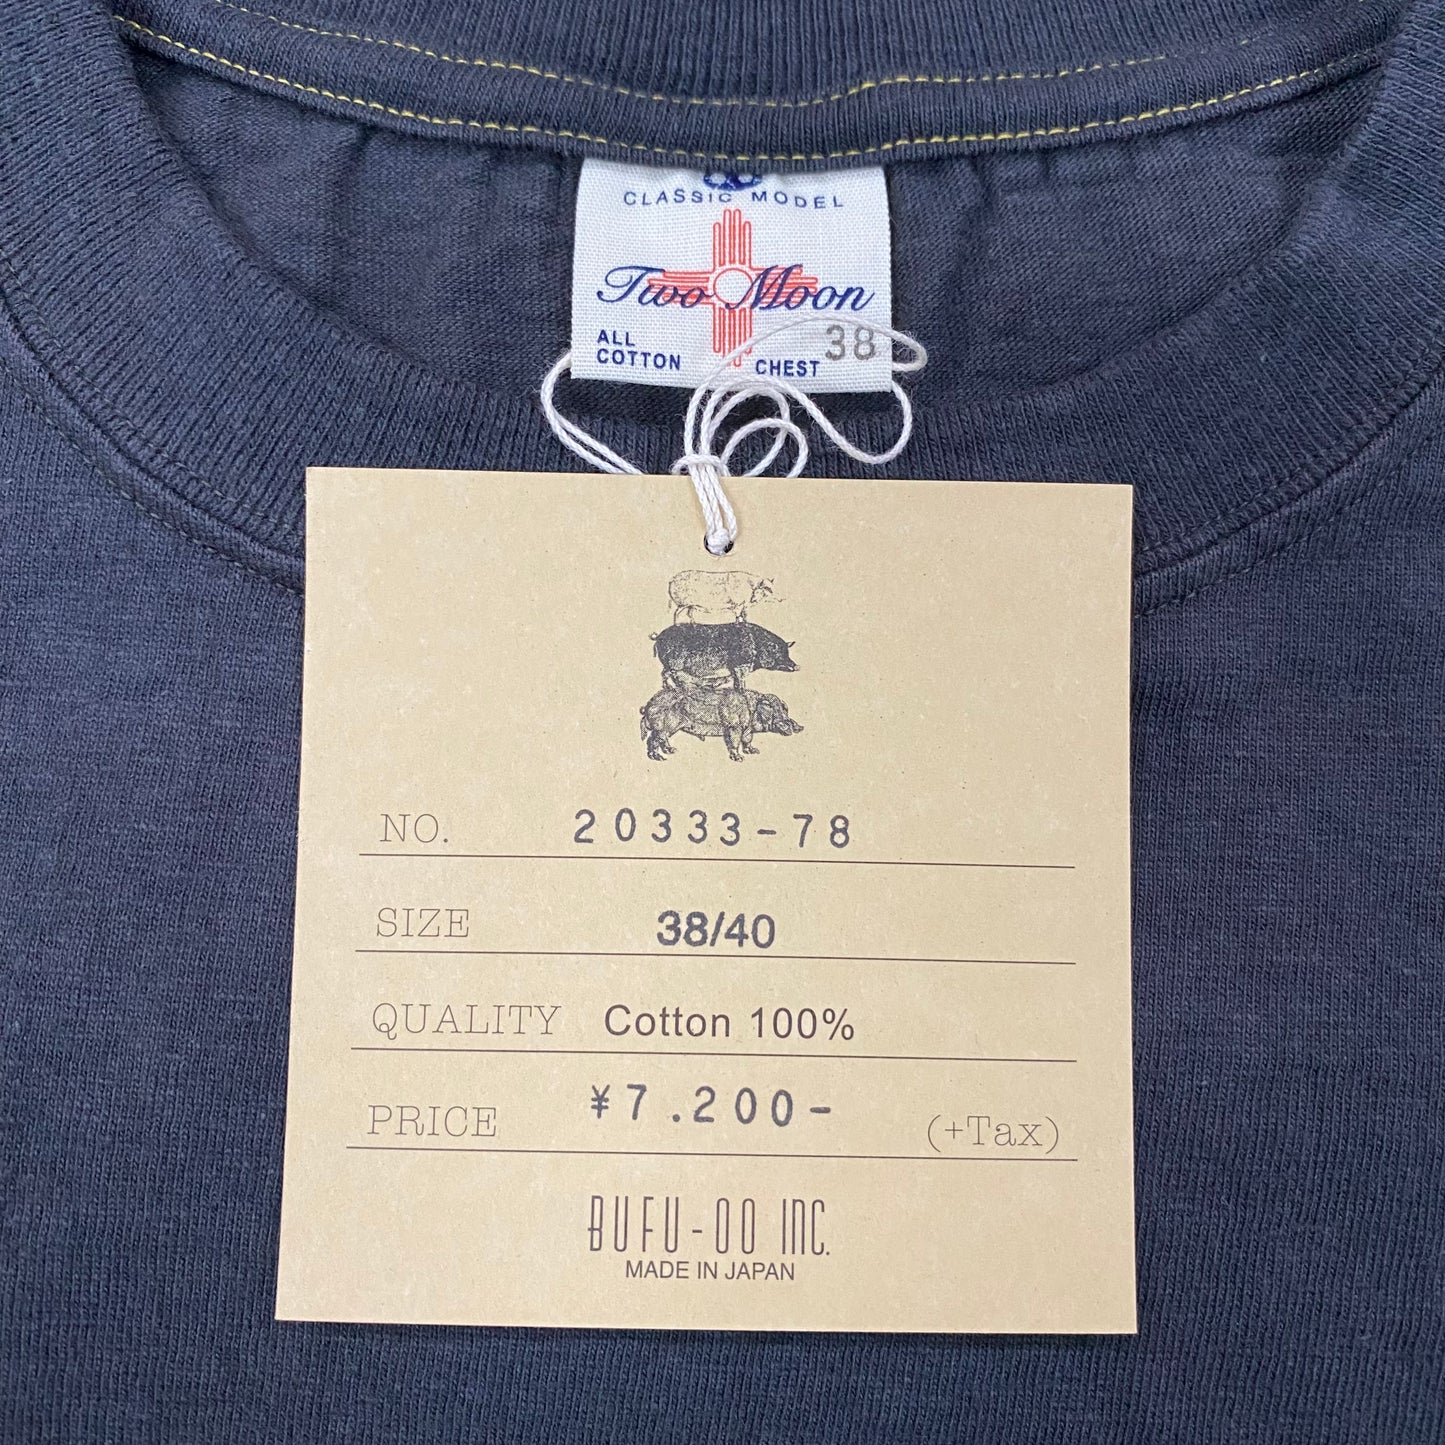 CLASSIC MODEL
Two Moon
ALL
COTTON
CHEST 38
NO. 20333-78
SIZE 38/40
QUALITY Cotton 100%
PRICE ¥7.200- (+Tax)
BUFU-OO INC.
MADE IN JAPAN